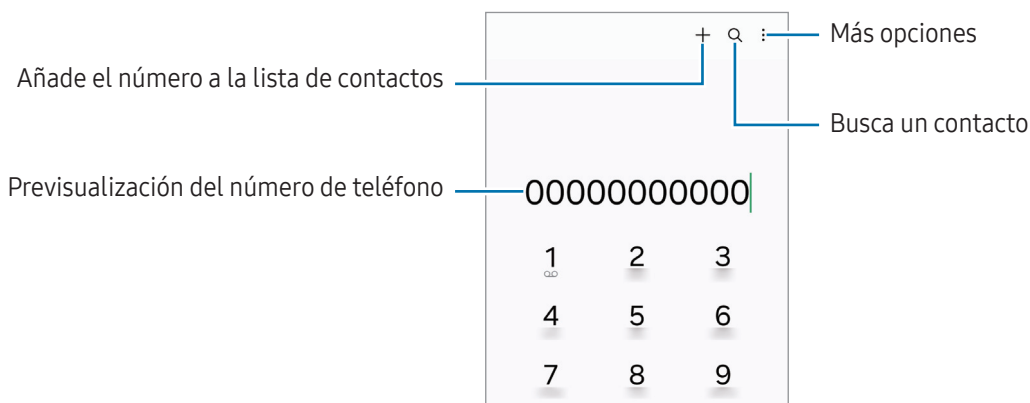 Más opciones
Añade el número a la lista de contactos
Busca un contacto
Previsualización del número de teléfono
00000000000
1 2 3
4 5 6
7 8 9